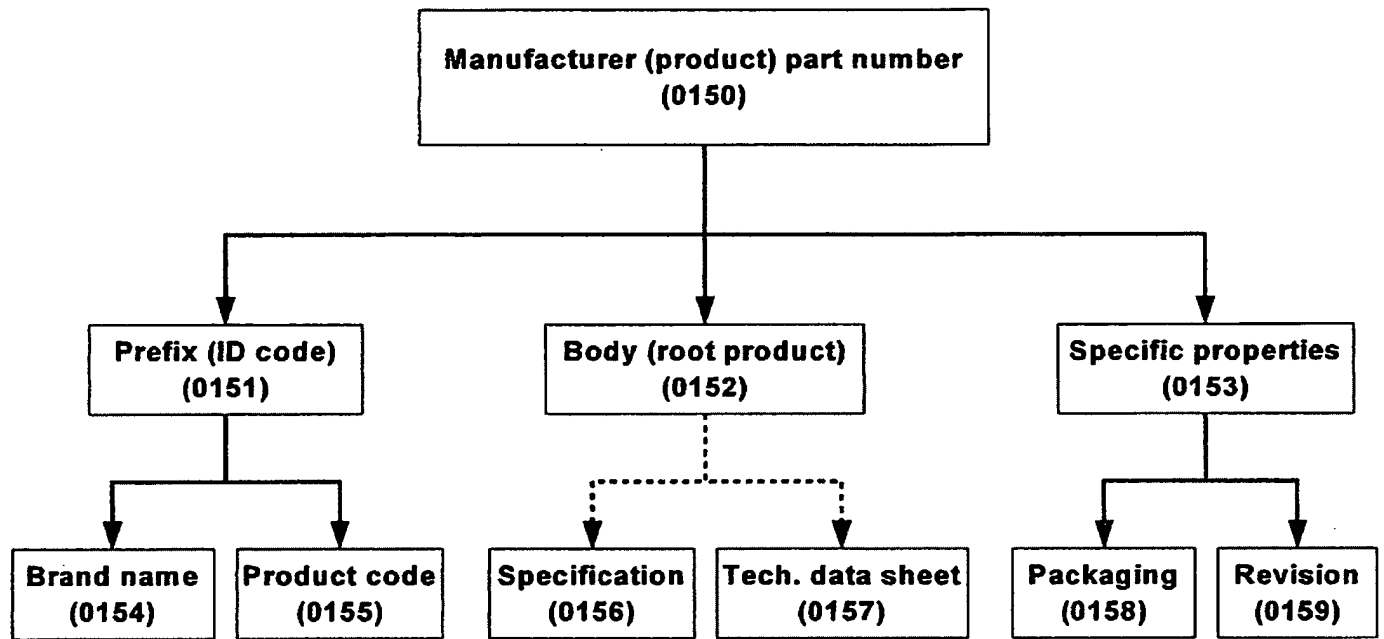 Manufacturer (product) part number
(0150)
Prefix (ID code)
(0151)
Body (root product)
(0152)
Specific properties
(0153)
Brand name
(0154)
Product code
(0155)
Specification
(0156)
Tech. data sheet
(0157)
Packaging
(0158)
Revision
(0159)